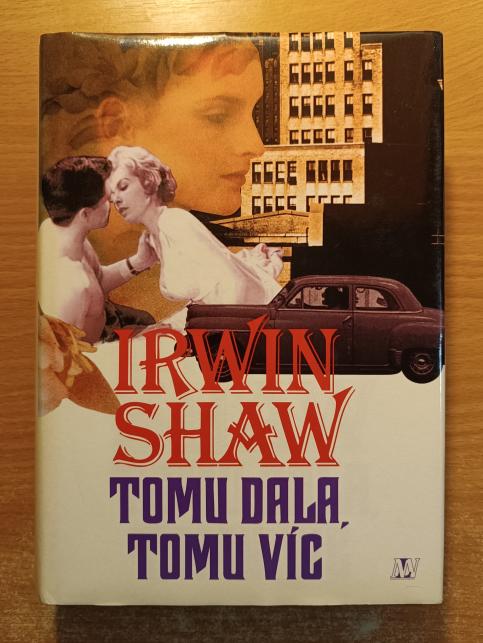 IRWIN
SHAW
TOMU DALA,
TOMU VÍC